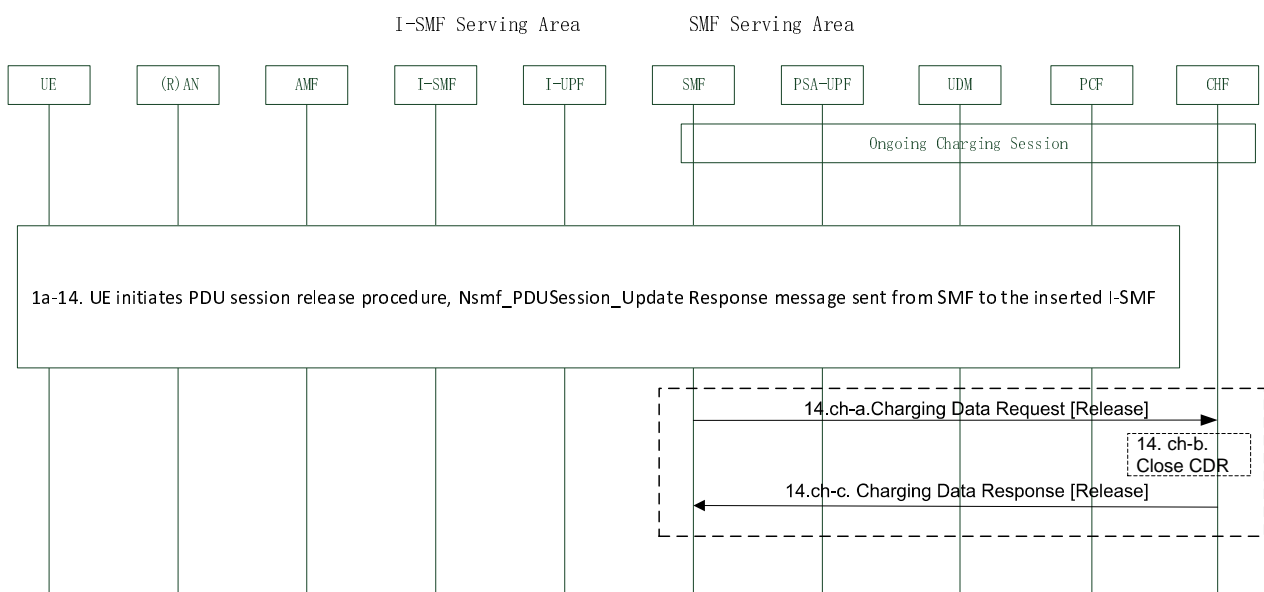 I-SMF Serving Area
SMF Serving Area
UE
(R)AN
AMF
I-SMF
I-UPF
SMF
PSA-UPF
UDM
PCF
CHF
Ongoing Charging Session
1a-14. UE initiates PDU session release procedure, Nsmf_PDUSession_Update Response message sent from SMF to the inserted I-SMF
14.ch-a.Charging Data Request [Release]
14. ch-b.
Close CDR
14.ch-c. Charging Data Response [Release]